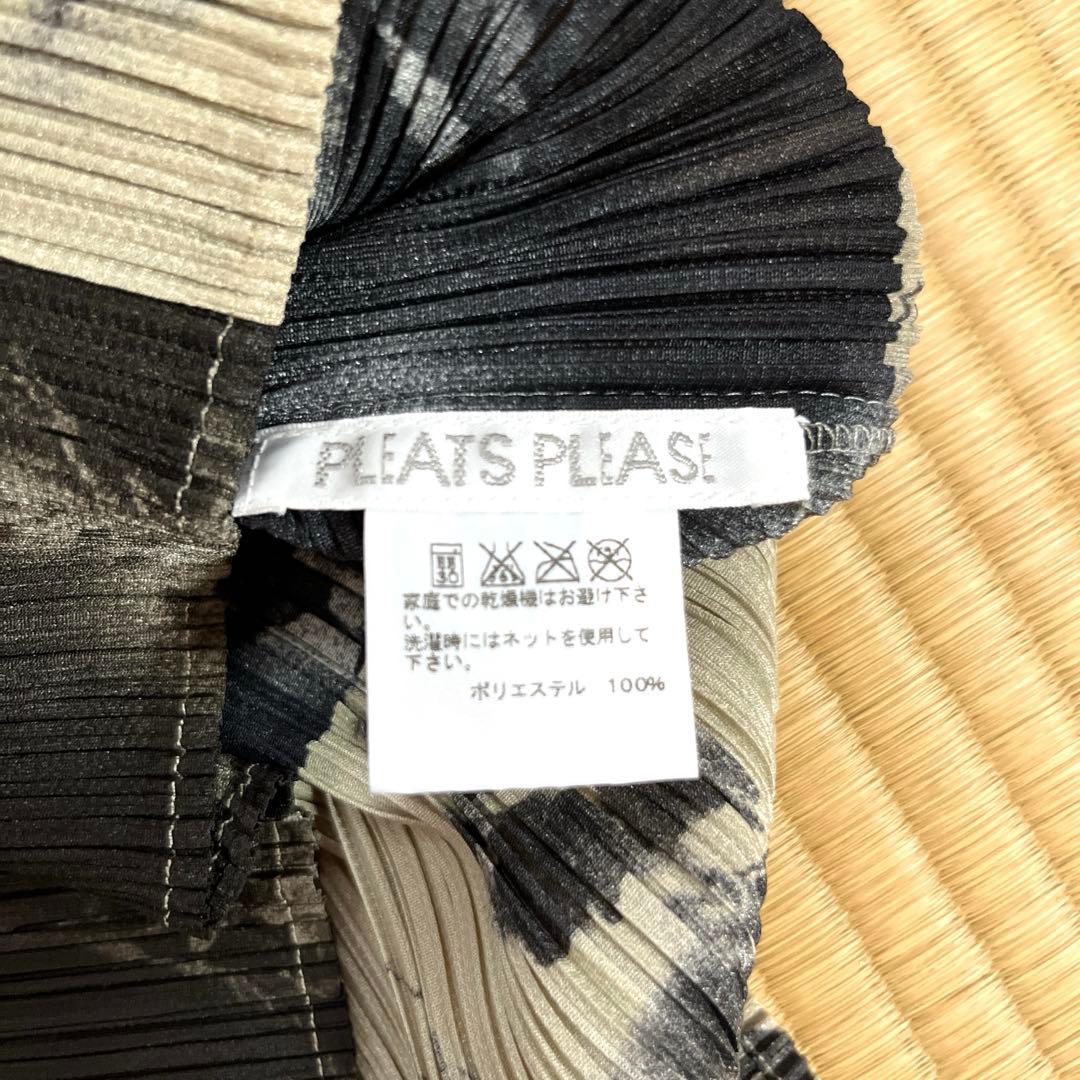 PLEATS PLEASE
弱 30
家庭での乾燥機はお避け下さ
い。
洗濯時にはネットを使用して
下さい。
ポリエステル 100%